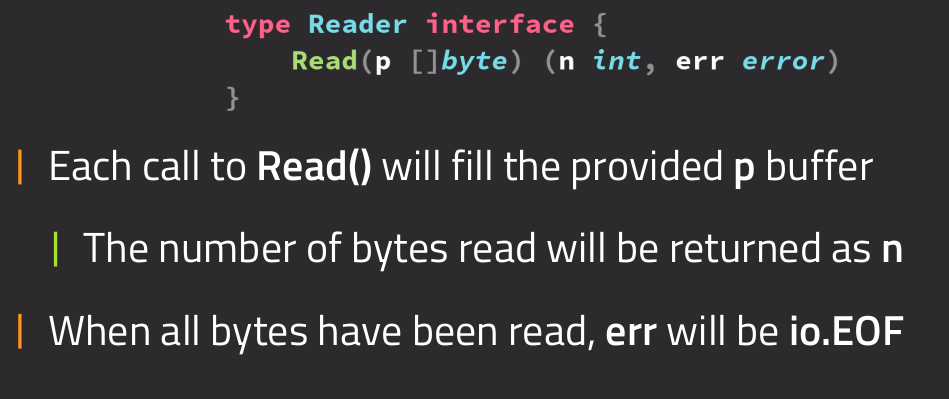 type Reader interface {
    Read(p []byte) (n int, err error)
}
Each call to Read() will fill the provided p buffer
The number of bytes read will be returned as n
When all bytes have been read, err will be io.EOF